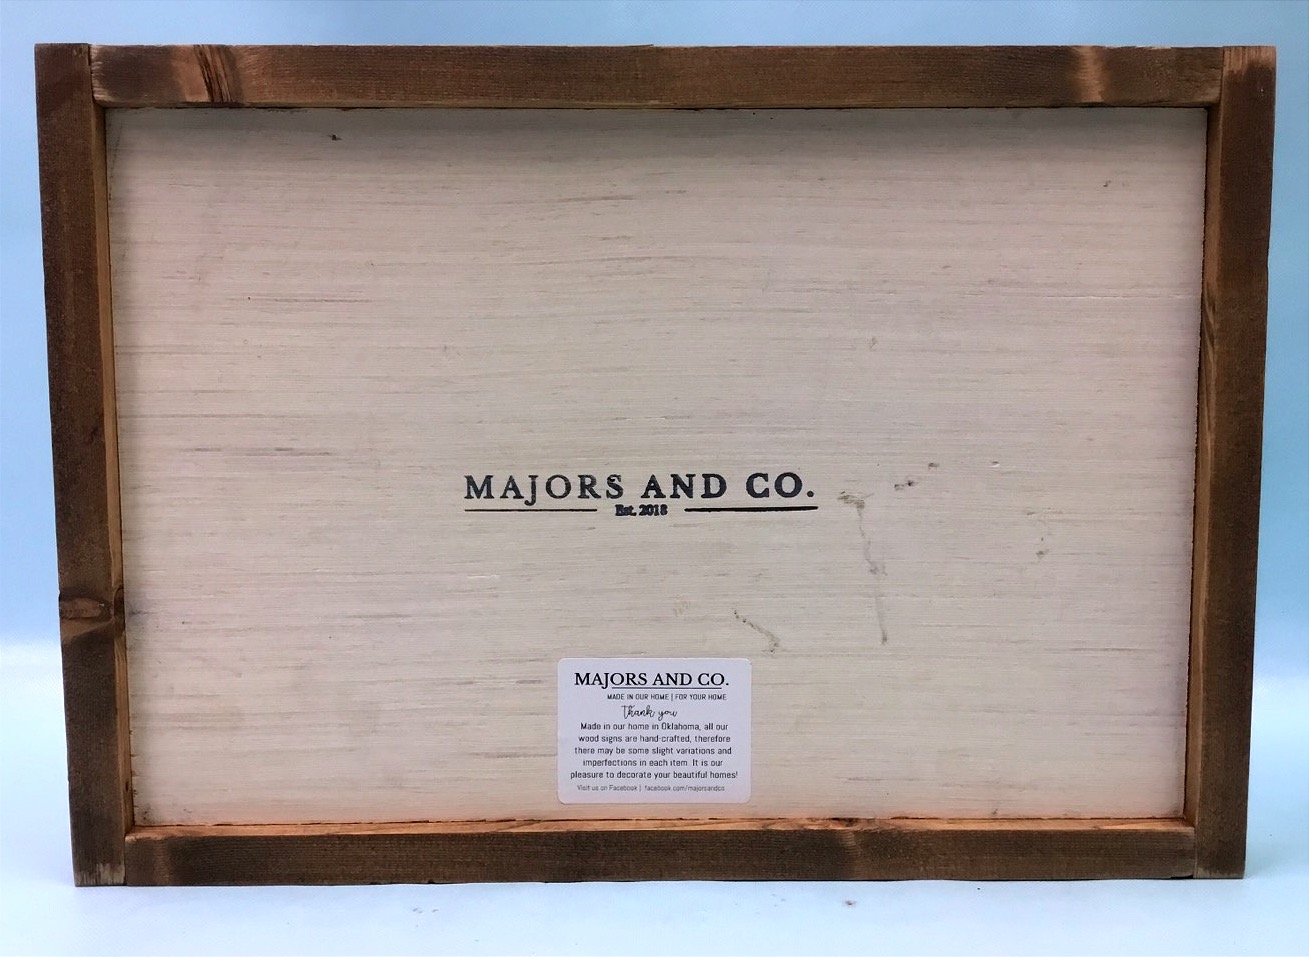 MAJORS AND CO.
Est. 2018
MAJORS AND CO.
MADE IN OUR HOME | FOR YOUR HOME
Thank you
Made in our home in Oklahoma, all our
wood signs are hand-crafted, therefore
there may be some slight variations and
imperfections in each item. It is our
pleasure to decorate your beautiful homes!
Visit us on Facebook | facebook.com/majorsandco